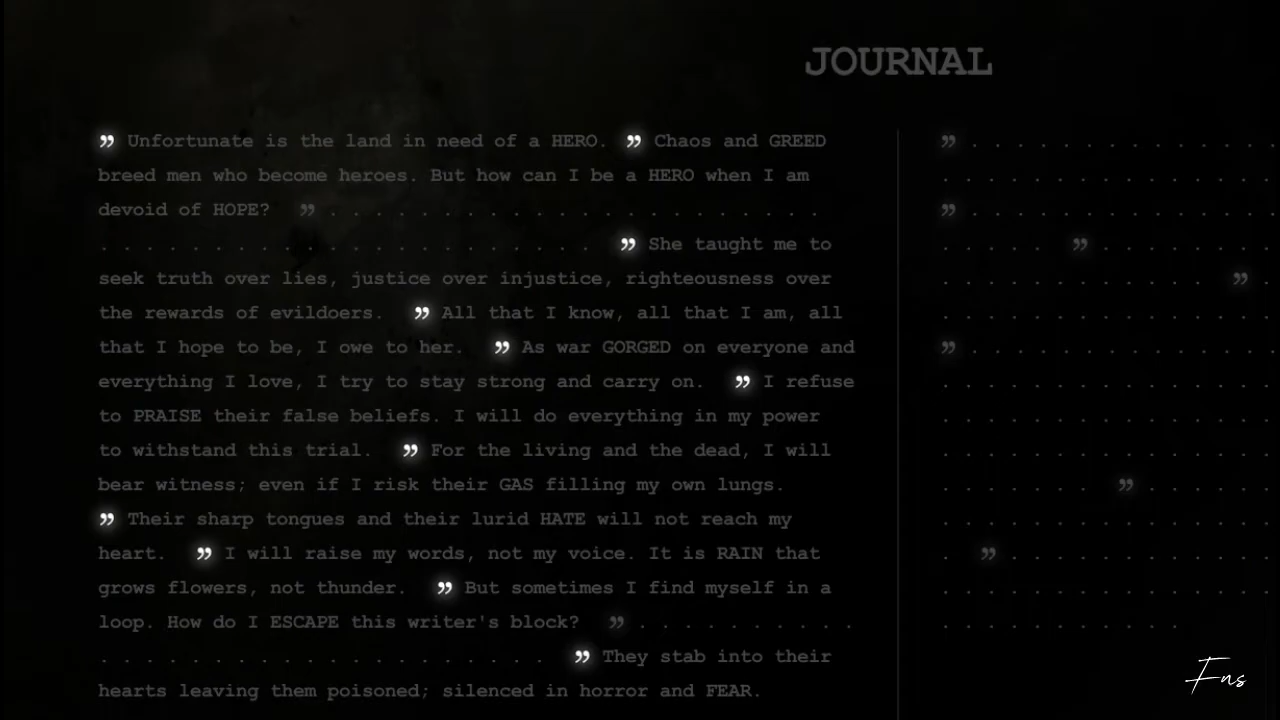 JOURNAL
” Unfortunate is the land in need of a HERO. ” Chaos and GREED
breed men who become heroes. But how can I be a HERO when I am
devoid of HOPE? ” . . . . . . . . . . . . . . . . . . . . . .
. . . . . . . . . . . . . . . . . . . . . . ” She taught me to
seek truth over lies, justice over injustice, righteousness over
the rewards of evildoers. ” All that I know, all that I am, all
that I hope to be, I owe to her. ” As war GORGED on everyone and
everything I love, I try to stay strong and carry on. ” I refuse
to PRAISE their false beliefs. I will do everything in my power
to withstand this trial. ” For the living and the dead, I will
bear witness; even if I risk their GAS filling my own lungs.
” Their sharp tongues and their lurid HATE will not reach my
heart. ” I will raise my words, not my voice. It is RAIN that
grows flowers, not thunder. ” But sometimes I find myself in a
loop. How do I ESCAPE this writer's block? ” . . . . . . . . . .
. . . . . . . . . . . . . . . . . . . . ” They stab into their
hearts leaving them poisoned; silenced in horror and FEAR.
Fns